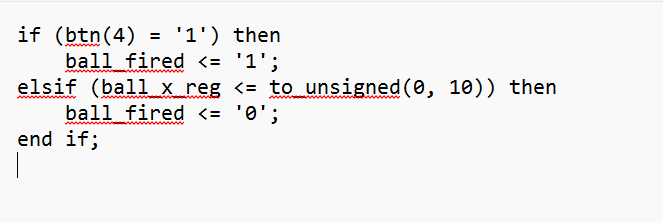 if (btn(4) = '1') then
    ball_fired <= '1';
elsif (ball_x_reg <= to_unsigned(0, 10)) then
    ball_fired <= '0';
end if;